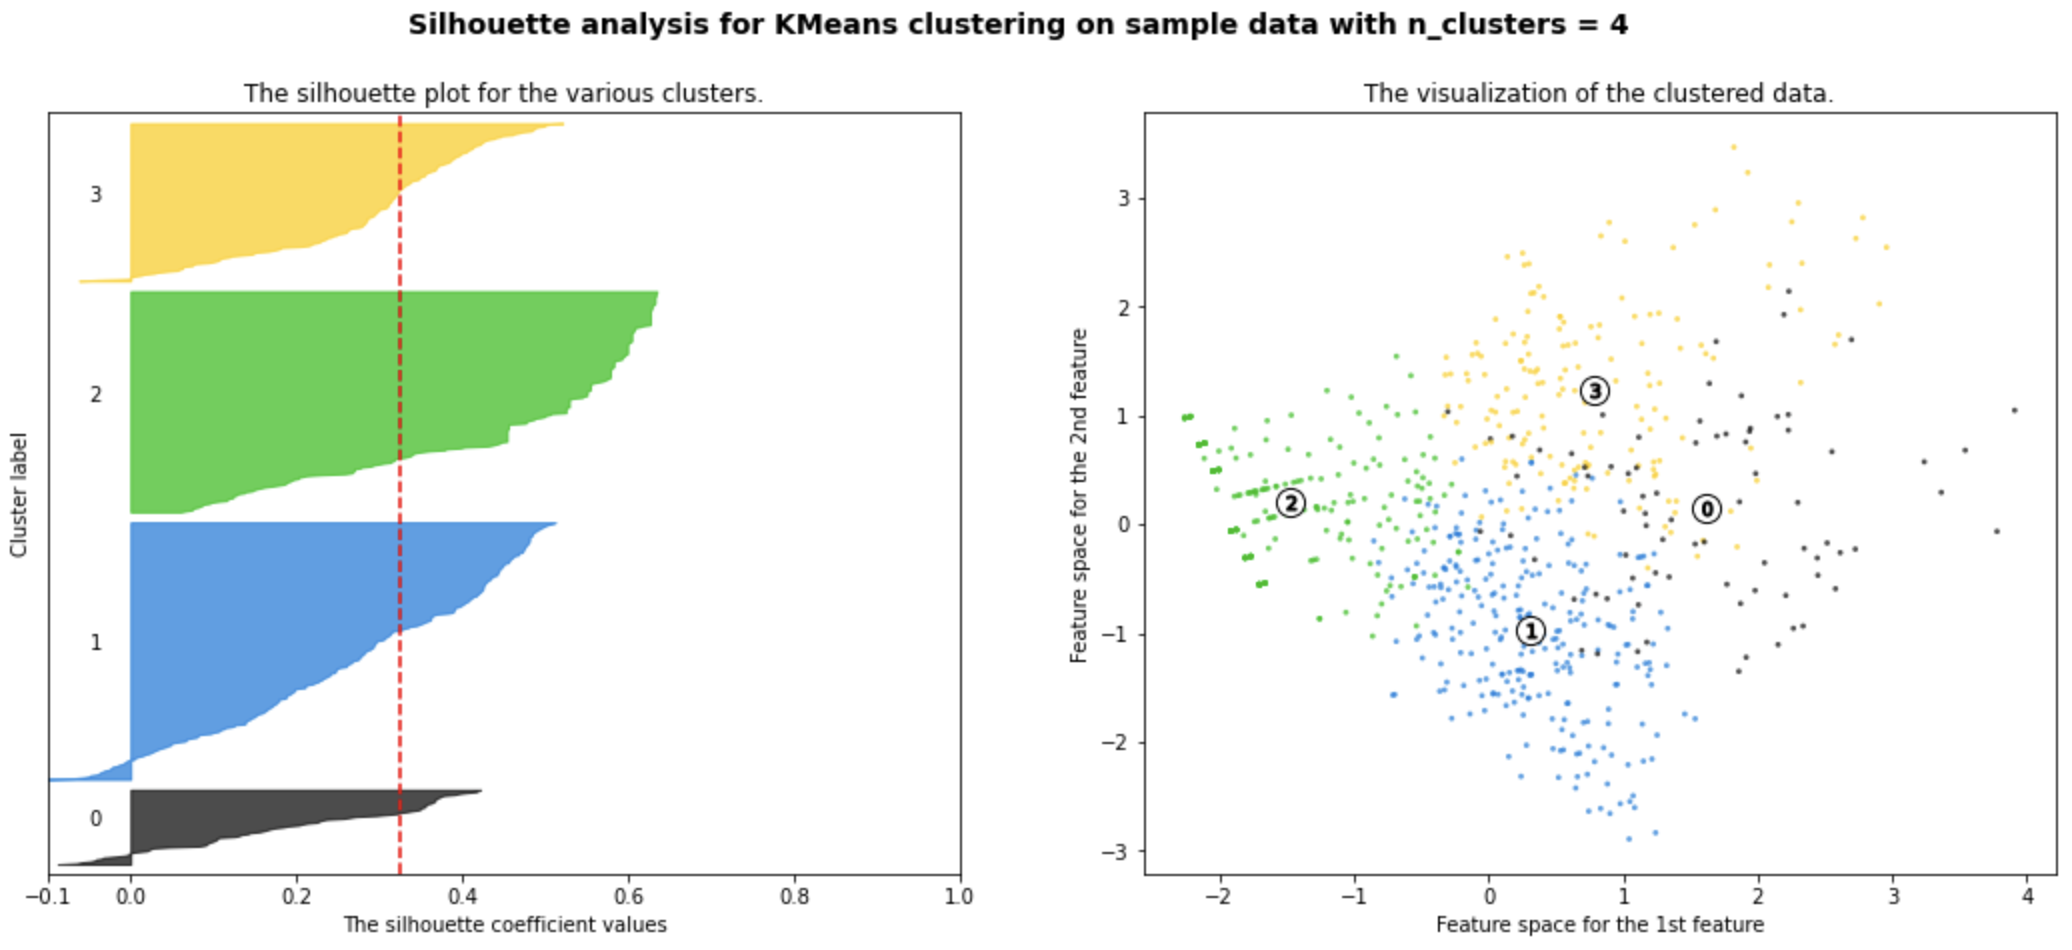 Silhouette analysis for KMeans clustering on sample data with n_clusters = 4
The silhouette plot for the various clusters.
Cluster label
3
2
1
0
−0.1 0.0 0.2 0.4 0.6 0.8 1.0
The silhouette coefficient values
The visualization of the clustered data.
Feature space for the 2nd feature
3
2
1
0
−1
−2
−3
3
2
0
1
−2 −1 0 1 2 3 4
Feature space for the 1st feature